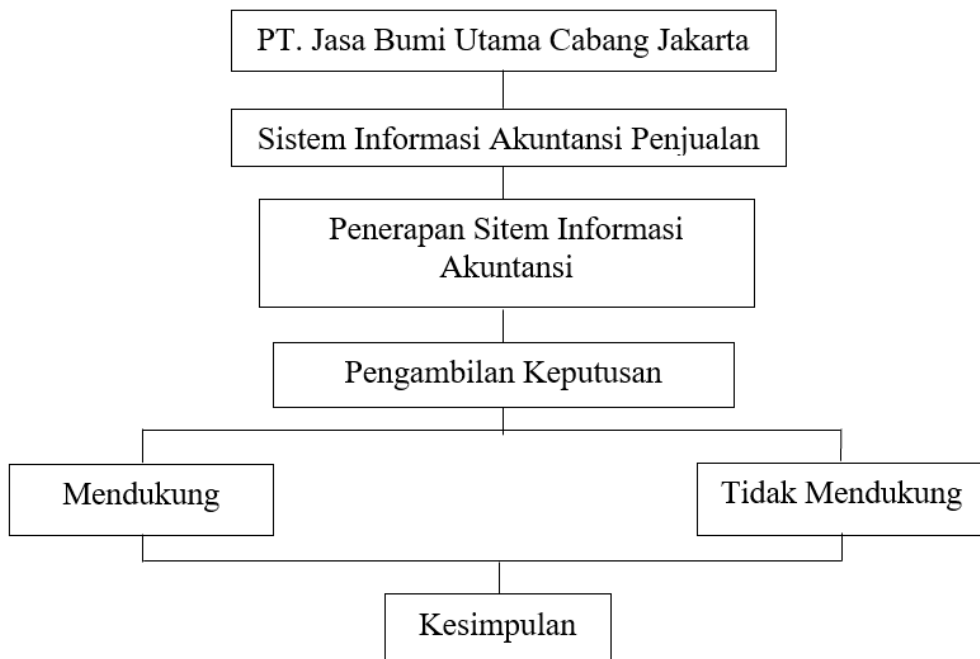 PT. Jasa Bumi Utama Cabang Jakarta
Sistem Informasi Akuntansi Penjualan
Penerapan Sitem Informasi
Akuntansi
Pengambilan Keputusan
Mendukung
Tidak Mendukung
Kesimpulan